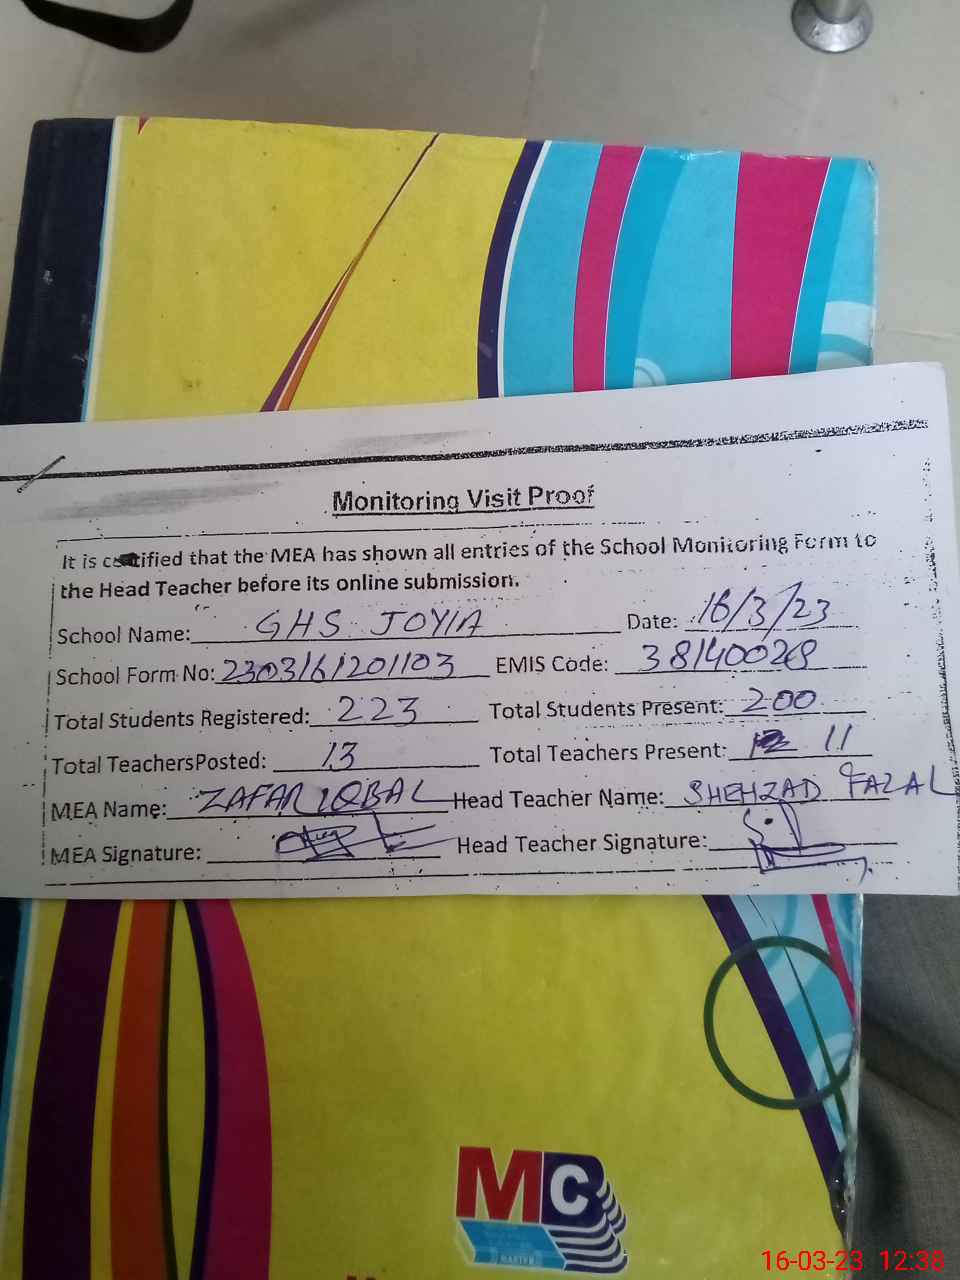 Monitoring Visit Proof
It is certified that the MEA has shown all entries of the School Monitoring Form to
the Head Teacher before its online submission.
School Name: GHS JOYIA Date: 16/3/23
School Form No: 2303161201103 EMIS Code: 38140028
Total Students Registered: 223 Total Students Present: 200
Total TeachersPosted: 13 Total Teachers Present: 11
MEA Name: ZAFAR IQBAL Head Teacher Name: SHEHZAD FAZAL
MEA Signature: Head Teacher Signature:
MC
16-03-23 12:38